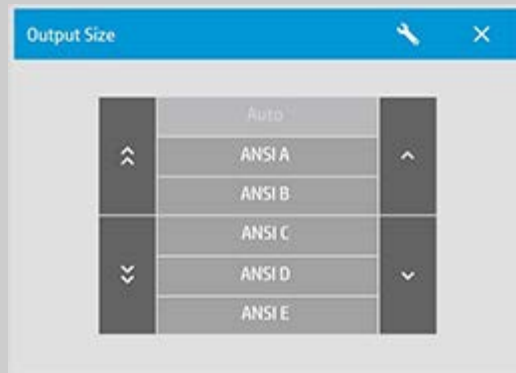 Output Size
Auto
ANSI A
ANSI B
ANSI C
ANSI D
ANSI E